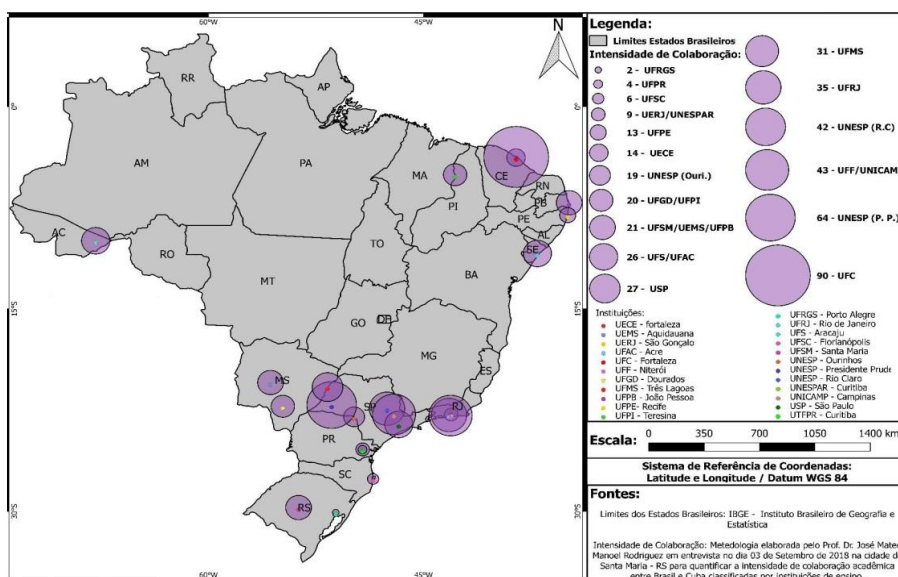 60°W
45°W
N
0°
15°S
30°S
60°W
45°W
RR
AP
AM
PA
MA
CE
RN
PB
PE
PI
AL
SE
AC
RO
TO
BA
MT
GO
DF
MG
ES
MS
SP
RJ
PR
SC
RS
Legenda:
Limites Estados Brasileiros
Intensidade de Colaboração:
2 - UFRGS
4 - UFPR
6 - UFSC
9 - UERJ/UNESPAR
13 - UFPE
14 - UECE
19 - UNESP (Ouri.)
20 - UFGD/UFPI
21 - UFSM/UEMS/UFPB
26 - UFS/UFAC
27 - USP
31 - UFMS
35 - UFRJ
42 - UNESP (R.C)
43 - UFF/UNICAM
64 - UNESP (P. P.)
90 - UFC
Instituições:
UECE - fortaleza
UEMS - Aquidauana
UERJ - São Gonçalo
UFAC - Acre
UFC - Fortaleza
UFF - Niterói
UFGD - Dourados
UFMS - Três Lagoas
UFPB - João Pessoa
UFPE- Recife
UFPI - Teresina
UFRGS - Porto Alegre
UFRJ - Rio de Janeiro
UFS - Aracaju
UFSC - Florianópolis
UFSM - Santa Maria
UNESP - Ourinhos
UNESP - Presidente Prude
UNESP - Rio Claro
UNESPAR - Curitiba
UNICAMP - Campinas
USP - São Paulo
UTFPR - Curitiba
Escala:
0 350 700 1050 1400 km
Sistema de Referência de Coordenadas:
Latitude e Longitude / Datum WGS 84
Fontes:
Limites dos Estados Brasileiros: IBGE - Instituto Brasileiro de Geografia e
Estatística
Intensidade de Colaboração: Metedologia elaborada pelo Prof. Dr. José Mateo
Manoel Rodriguez em entrevista no dia 03 de Setembro de 2018 na cidade de
Santa Maria - RS para quantificar a intensidade de colaboração acadêmica
entre Brasil e Cuba classificadas por instituições de ensino